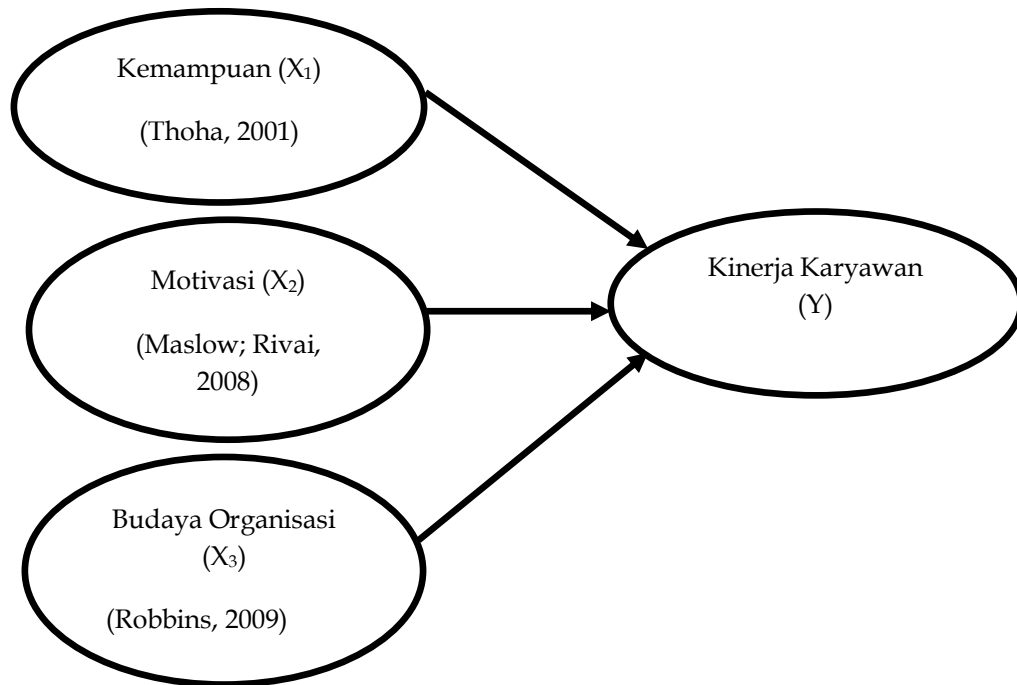 Kemampuan (X₁)
(Thoha, 2001)
Motivasi (X₂)
(Maslow; Rivai,
2008)
Budaya Organisasi
(X₃)
(Robbins, 2009)
Kinerja Karyawan
(Y)